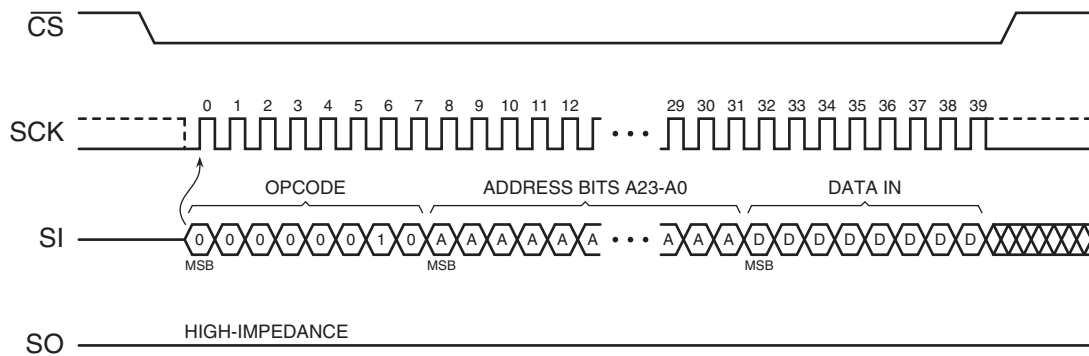 CS
0 1 2 3 4 5 6 7 8 9 10 11 12 29 30 31 32 33 34 35 36 37 38 39
SCK
OPCODE ADDRESS BITS A23-A0 DATA IN
SI 0 0 0 0 0 0 1 0 A A A A A A • • • A A A D D D D D D D D
MSB MSB MSB
HIGH-IMPEDANCE
SO